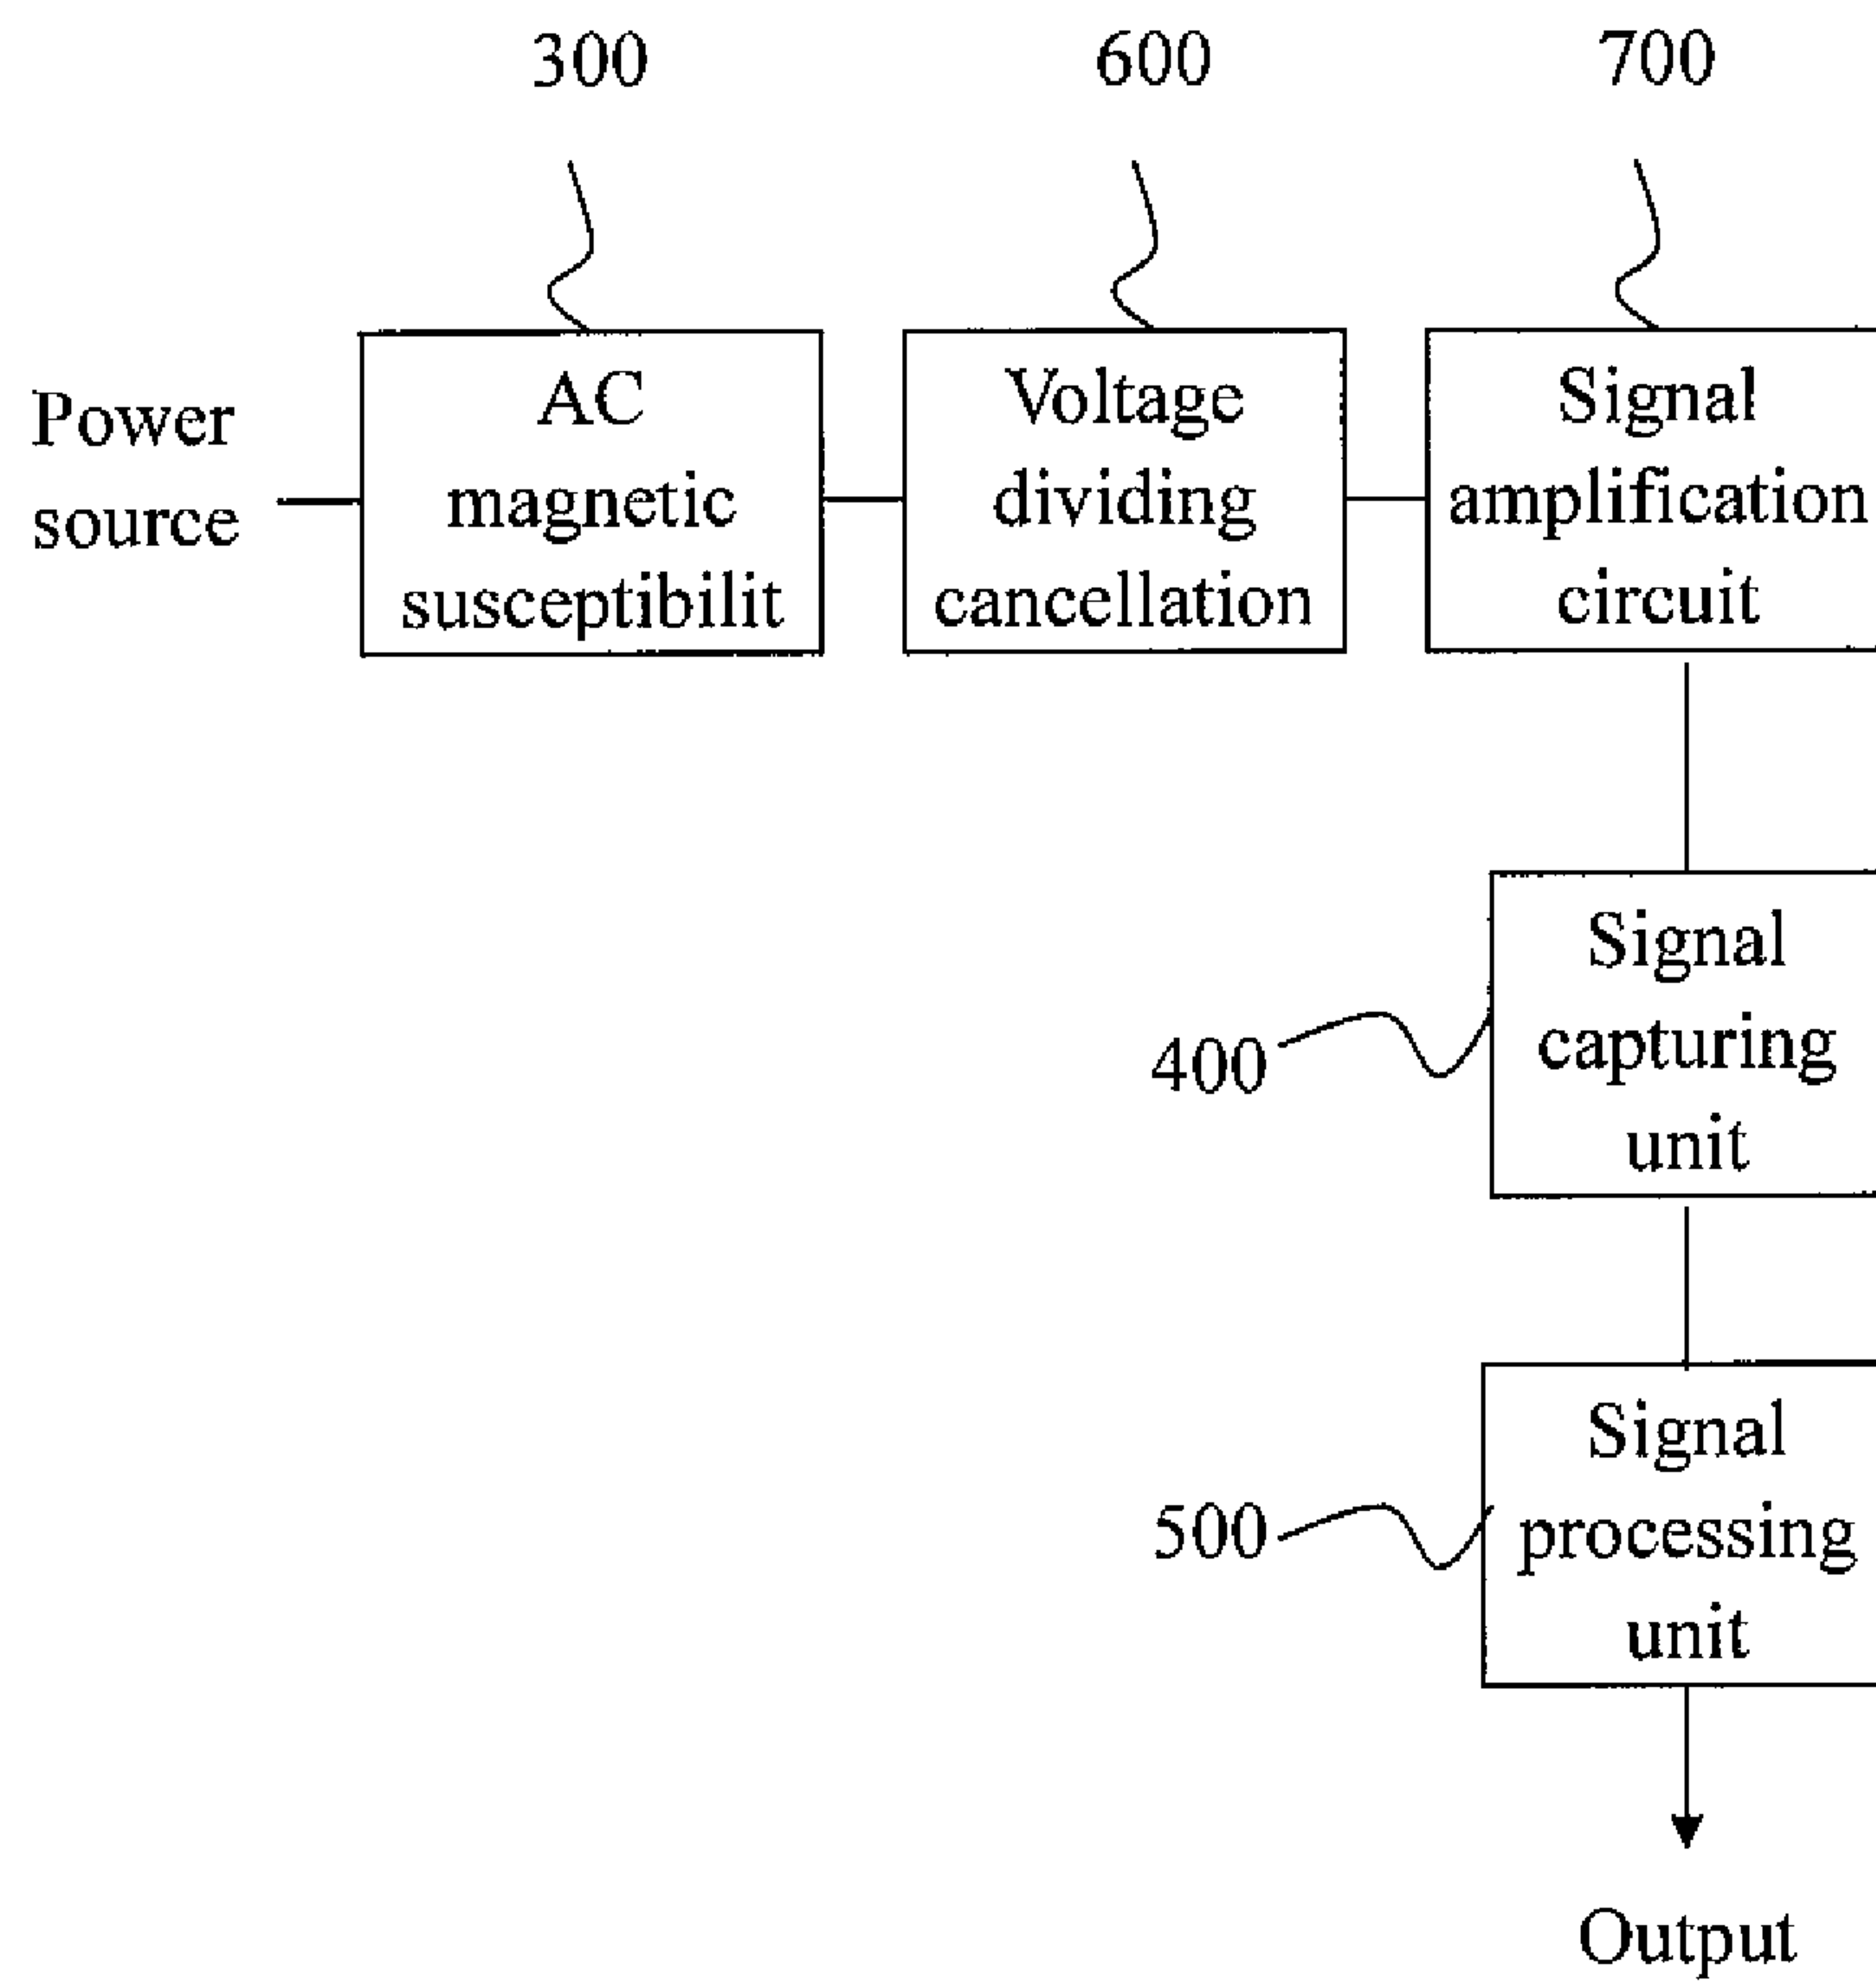 300
600
700
Power
source
AC
magnetic
susceptibilit
Voltage
dividing
cancellation
Signal
amplification
circuit
400
Signal
capturing
unit
500
Signal
processing
unit
Output